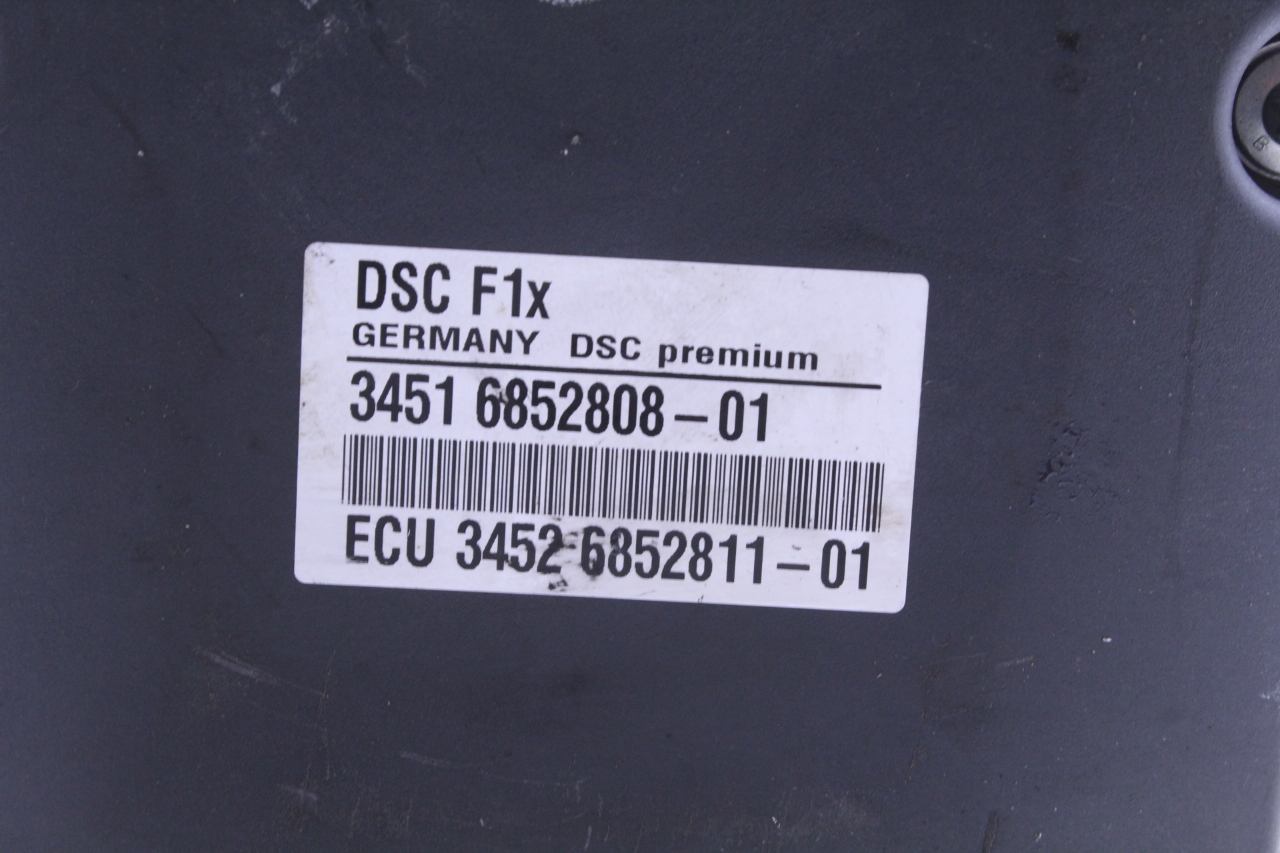 DSC F1x
GERMANY DSC premium
3451 6852808-01
ECU 3452 6852811-01
B